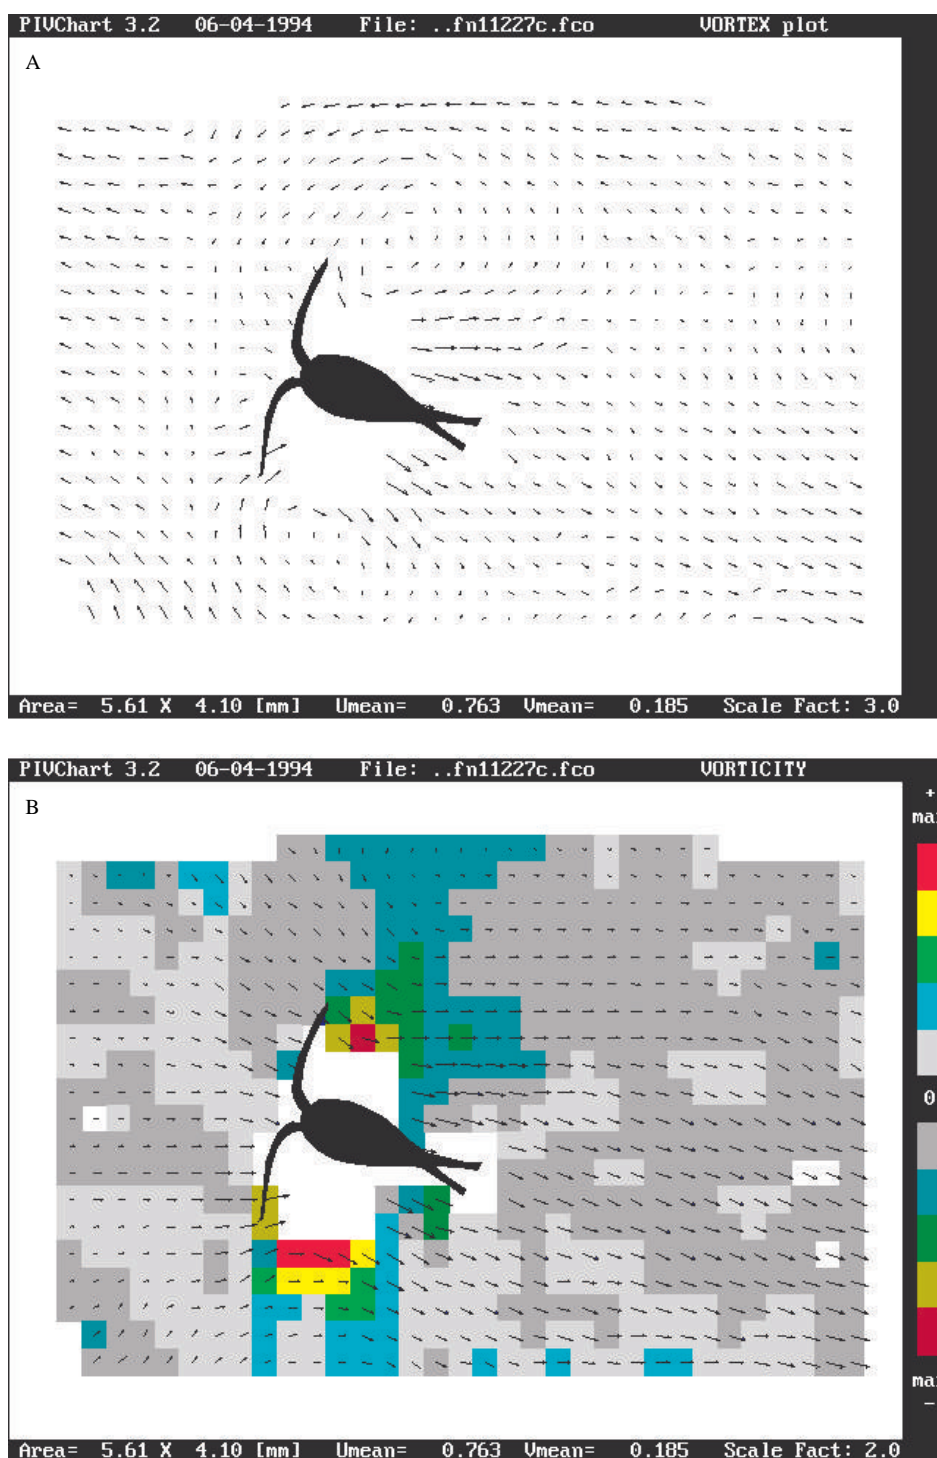 PIVChart 3.2 06-04-1994 File: ..fn11227c.fco VORTEX plot
A
Area= 5.61 X 4.10 [mm] Umean= 0.763 Vmean= 0.185 Scale Fact: 3.0
PIVChart 3.2 06-04-1994 File: ..fn11227c.fco VORTICITY
B
+
ma
0
ma
-
Area= 5.61 X 4.10 [mm] Umean= 0.763 Vmean= 0.185 Scale Fact: 2.0